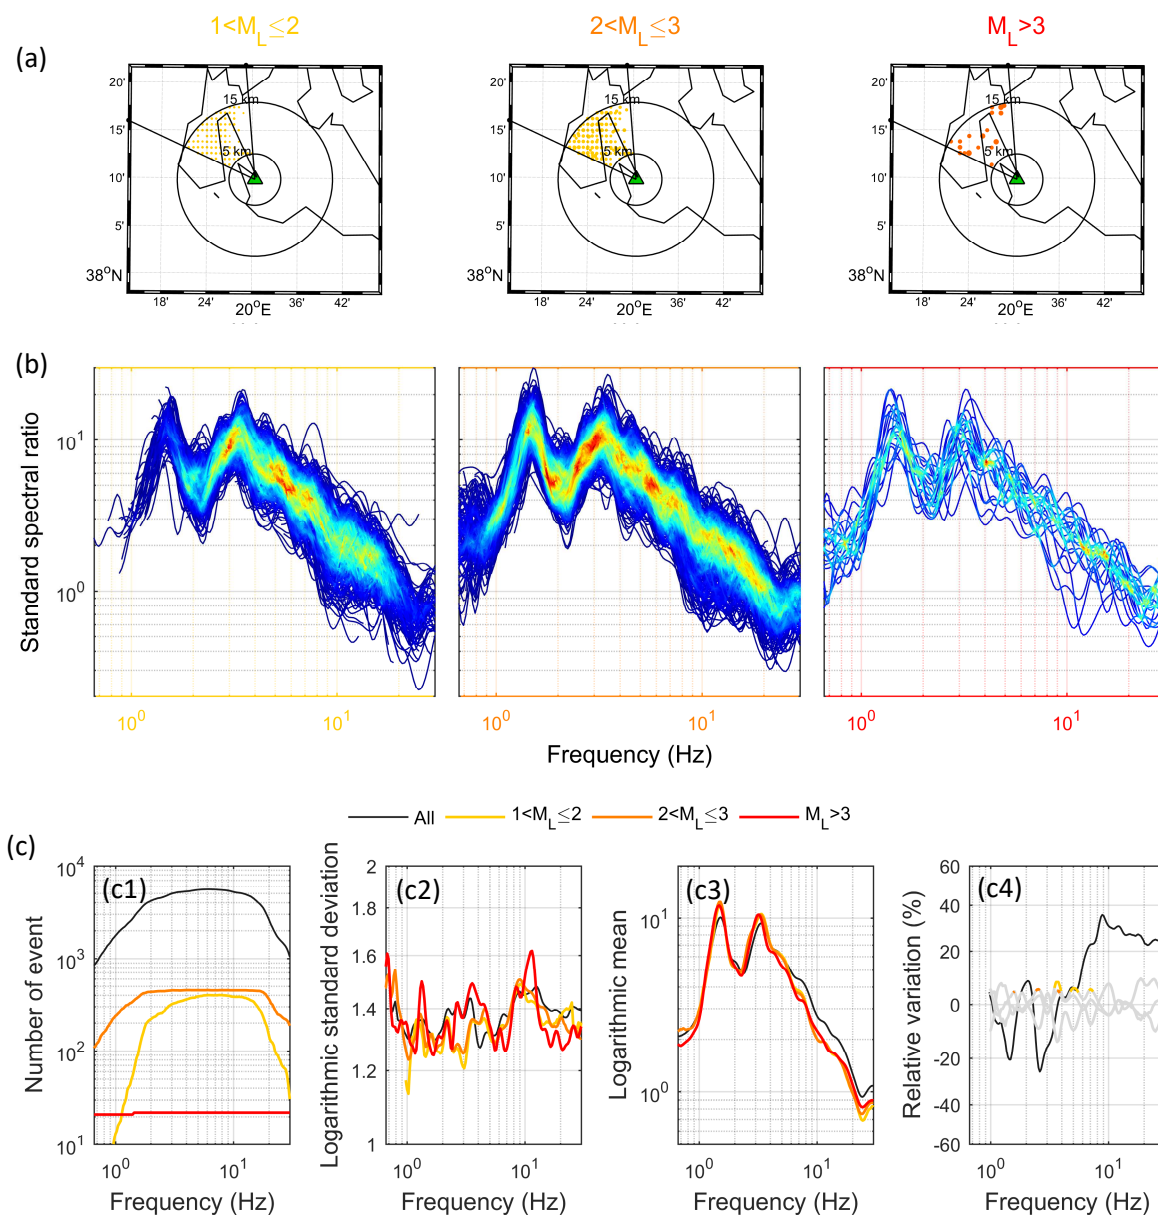 1<M_L≤2
2<M_L≤3
M_L>3
(a)
20'
15'
10'
5'
38°N
15 km
5 km
18'
24'
20°E
36'
42'
20'
15'
10'
5'
38°N
15 km
5 km
18'
24'
20°E
36'
42'
20'
15'
10'
5'
38°N
15 km
5 km
18'
24'
20°E
36'
42'
(b)
Standard spectral ratio
10^1
10^0
10^0 10^1
10^0 10^1
10^0 10^1
Frequency (Hz)
All 1<M_L≤2 2<M_L≤3 M_L>3
(c)
(c1)
Number of event
10^4
10^3
10^2
10^1
10^0 10^1
Frequency (Hz)
(c2)
Logarithmic standard deviation
2
1.8
1.6
1.4
1.2
1
10^0 10^1
Frequency (Hz)
(c3)
Logarithmic mean
10^1
10^0
10^0 10^1
Frequency (Hz)
(c4)
Relative variation (%)
60
40
20
0
-20
-40
-60
10^0 10^1
Frequency (Hz)